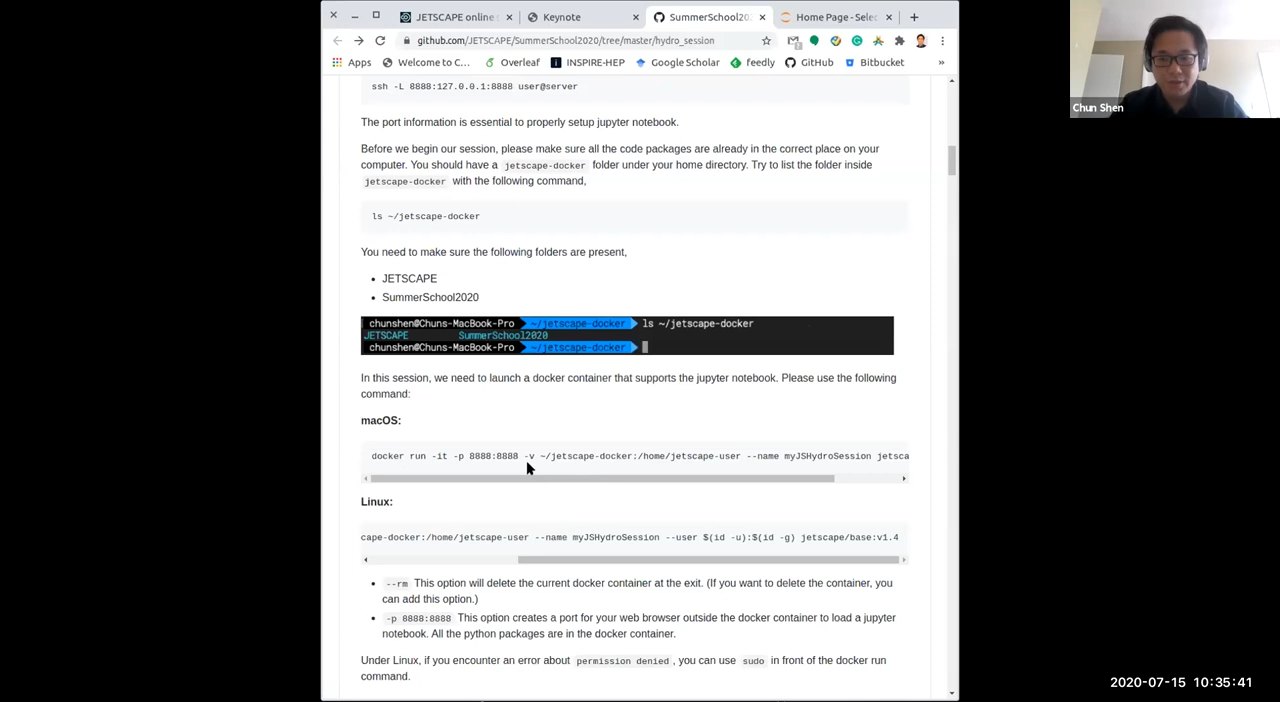 JETSCAPE online
Keynote
SummerSchool202
Home Page - Selec
github.com/JETSCAPE/SummerSchool2020/tree/master/hydro_session
Apps Welcome to C... Overleaf INSPIRE-HEP Google Scholar feedly GitHub Bitbucket »
ssh -L 8888:127.0.0.1:8888 user@server
The port information is essential to properly setup jupyter notebook.
Before we begin our session, please make sure all the code packages are already in the correct place on your
computer. You should have a jetscape-docker folder under your home directory. Try to list the folder inside
jetscape-docker with the following command,
ls ~/jetscape-docker
You need to make sure the following folders are present,
• JETSCAPE
• SummerSchool2020
chunshen@Chuns-MacBook-Pro ~/jetscape-docker ls ~/jetscape-docker
JETSCAPE SummerSchool2020
chunshen@Chuns-MacBook-Pro ~/jetscape-docker
In this session, we need to launch a docker container that supports the jupyter notebook. Please use the following
command:
macOS:
docker run -it -p 8888:8888 -v ~/jetscape-docker:/home/jetscape-user --name myJSHydroSession jetsca
Linux:
cape-docker:/home/jetscape-user --name myJSHydroSession --user $(id -u):$(id -g) jetscape/base:v1.4
• --rm This option will delete the current docker container at the exit. (If you want to delete the container, you
can add this option.)
• -p 8888:8888 This option creates a port for your web browser outside the docker container to load a jupyter
notebook. All the python packages are in the docker container.
Under Linux, if you encounter an error about permission denied, you can use sudo in front of the docker run
command.
Chun Shen
2020-07-15 10:35:41